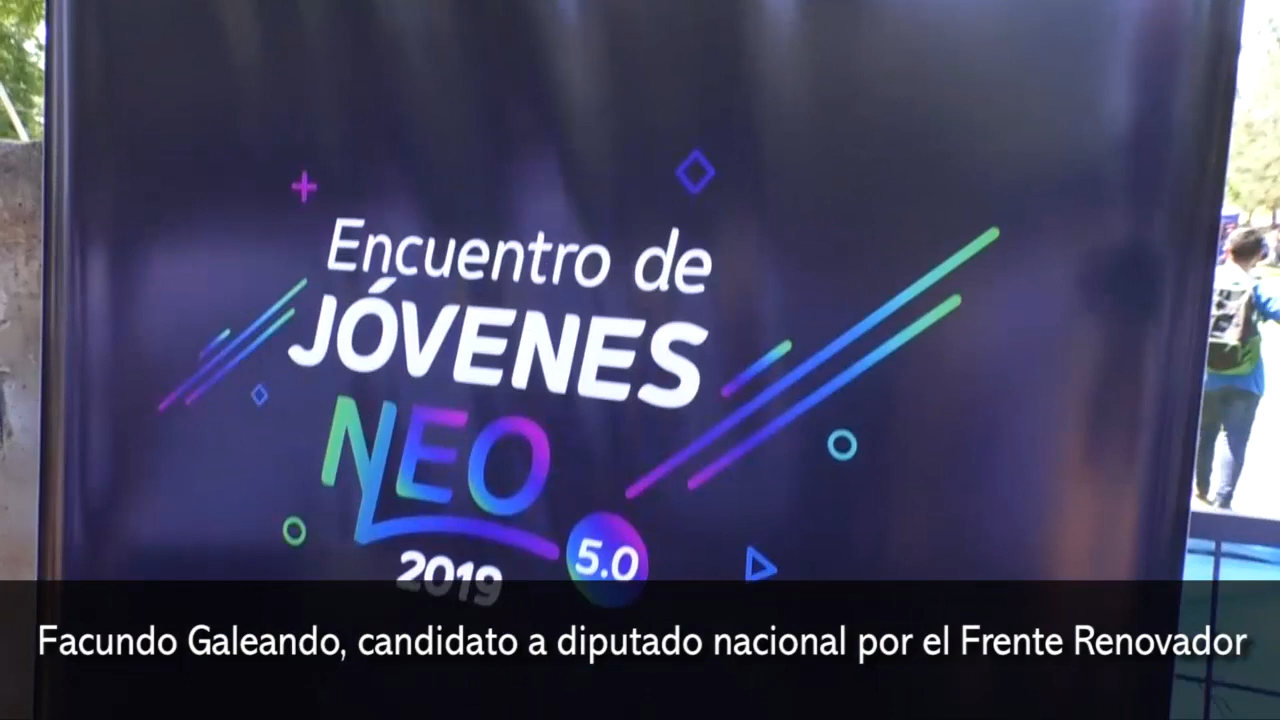 Encuentro de
JÓVENES
NEO
2019
5.0
Facundo Galeando, candidato a diputado nacional por el Frente Renovador